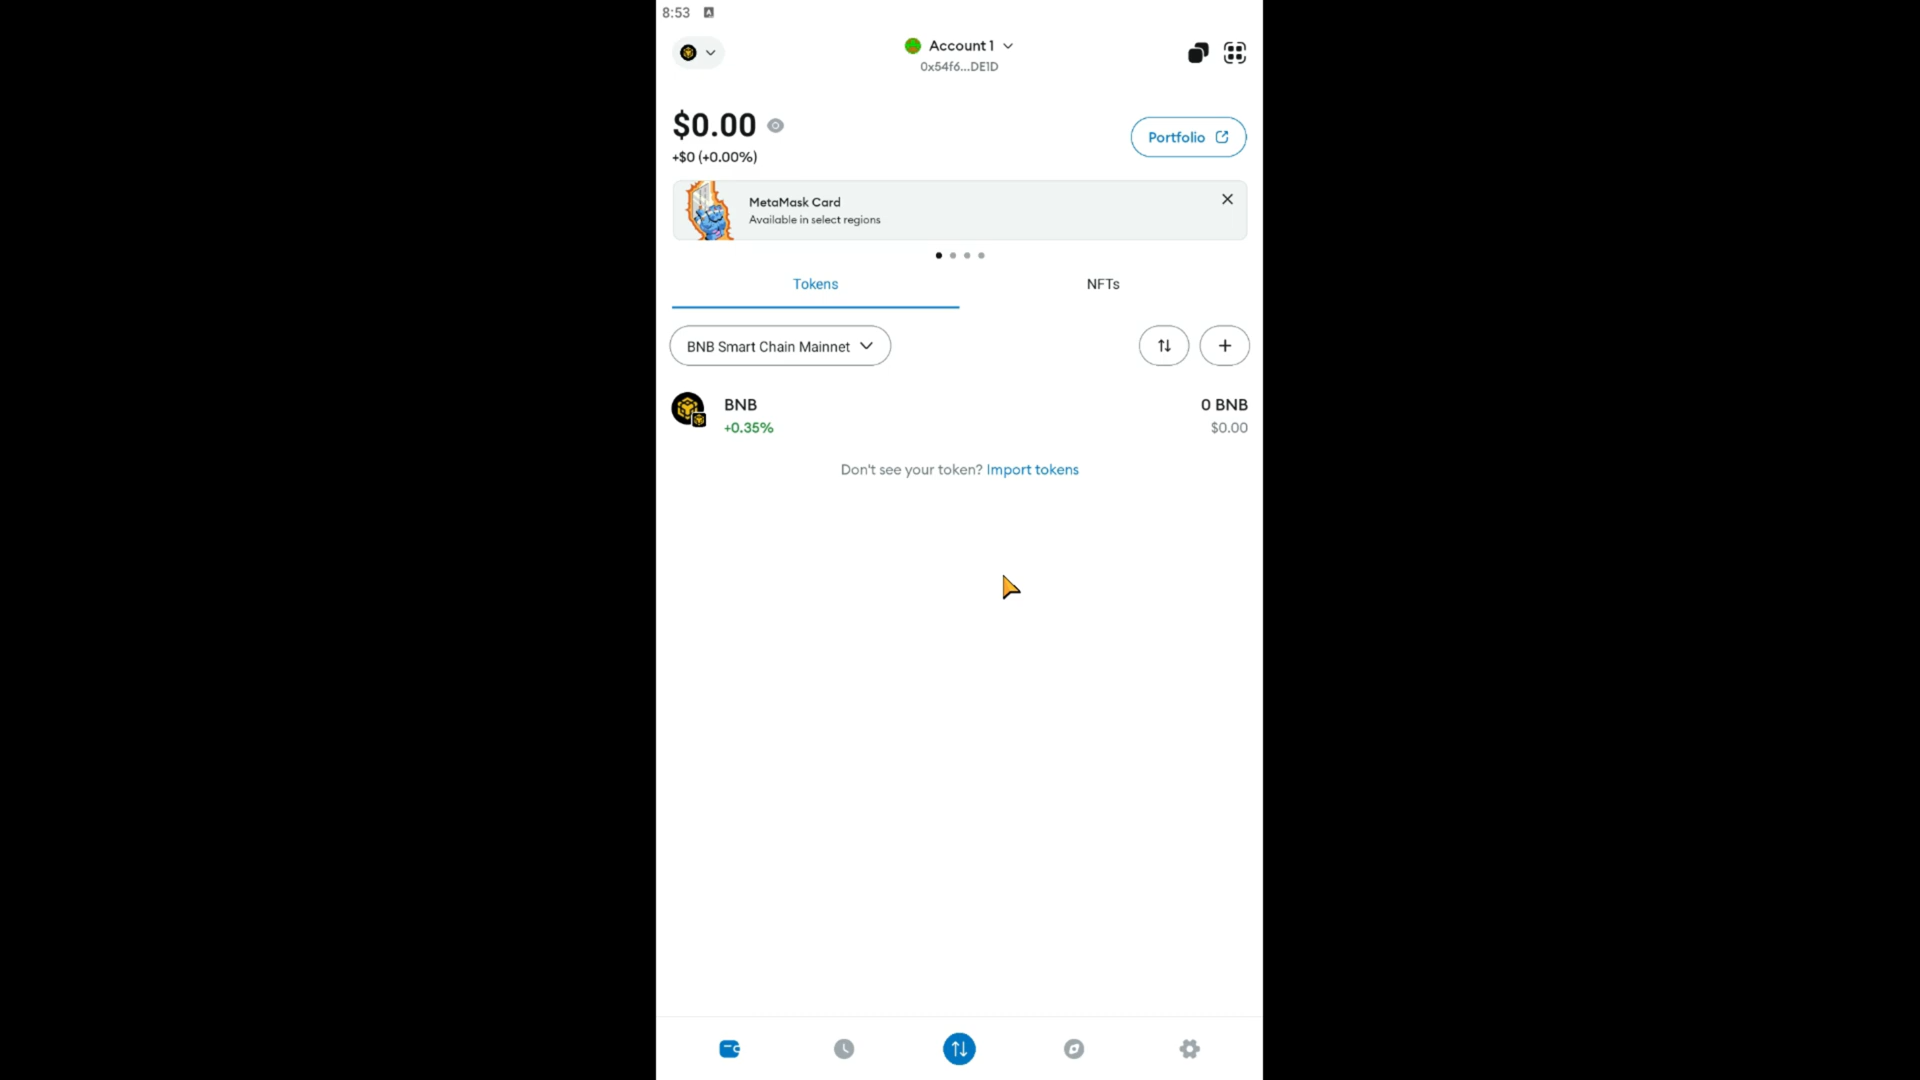 8:53
Account 1
0x54f6...DE1D
$0.00
+$0 (+0.00%)
Portfolio
MetaMask Card
Available in select regions
Tokens
NFTs
BNB Smart Chain Mainnet
BNB
0 BNB
+0.35%
$0.00
Don't see your token? Import tokens